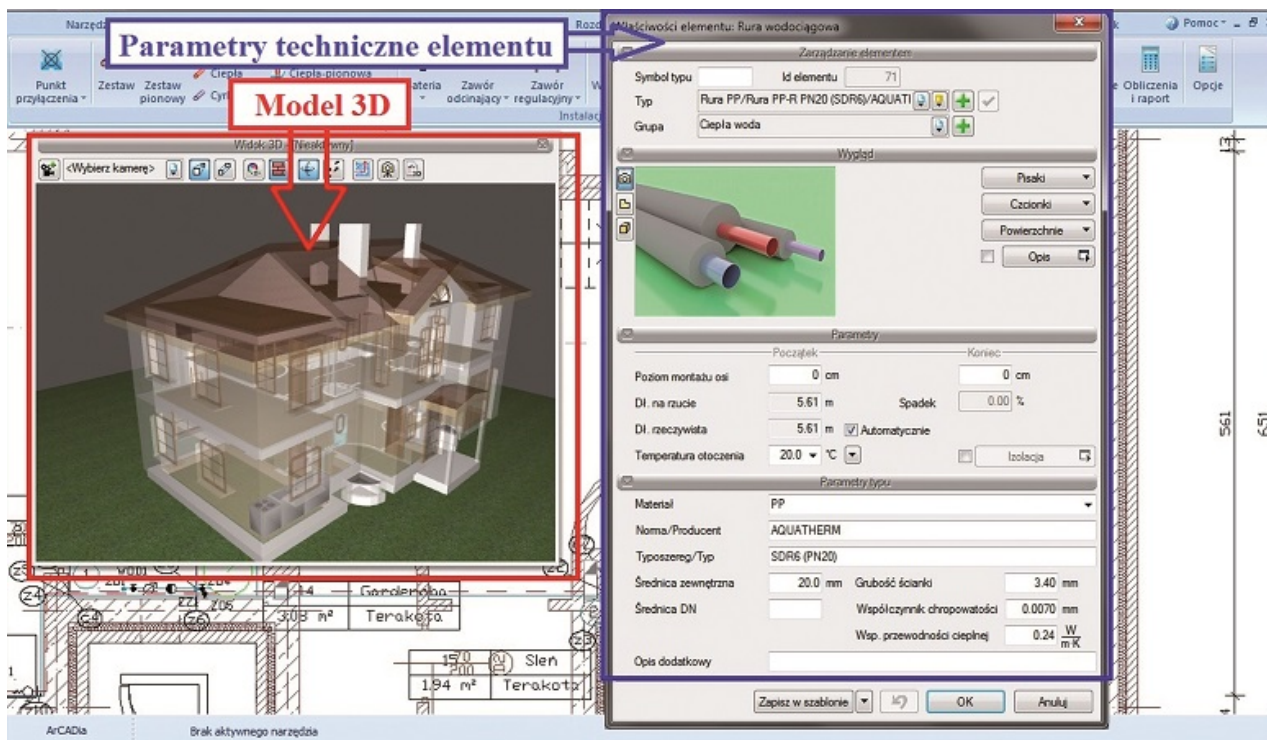 Narzędz
Rozd
Pomoc
Parametry techniczne elementu
Model 3D
Punkt przyłączenia
Zestaw
Zestaw pionowy
Ciepła
Ciepła-pionowa
Zawór odcinający
Zawór regulacyjny
Obliczenia i raport
Opcje
Widok 3D - [Nieaktywny]
<Wybierz kamerę>
Właściwości elementu: Rura wodociągowa
Zarządzanie elementem
Symbol typu
Id elementu 71
Typ Rura PP/Rura PP-R PN20 (SDR6)/AQUATI
Grupa Ciepła woda
Wygląd
Pisaki
Czcionki
Powierzchnie
Opis
Parametry
Początek Koniec
Poziom montażu osi 0 cm 0 cm
Dł. na rzucie 5.61 m Spadek 0.00 %
Dł. rzeczywista 5.61 m Automatycznie
Temperatura otoczenia 20.0 °C Izolacja
Parametry typu
Materiał PP
Norma/Producent AQUATHERM
Typoszereg/Typ SDR6 (PN20)
Średnica zewnętrzna 20.0 mm Grubość ścianki 3.40 mm
Średnica DN Współczynnik chropowatości 0.0070 mm
Wsp. przewodności cieplnej 0.24 W/m·K
Opis dodatkowy
Zapisz w szablonie OK Anuluj
13
561
651
Garderoba
3.08 m² Terakota
Sień
1.94 m² Terakota
ArCADia Brak aktywnego narzędzia